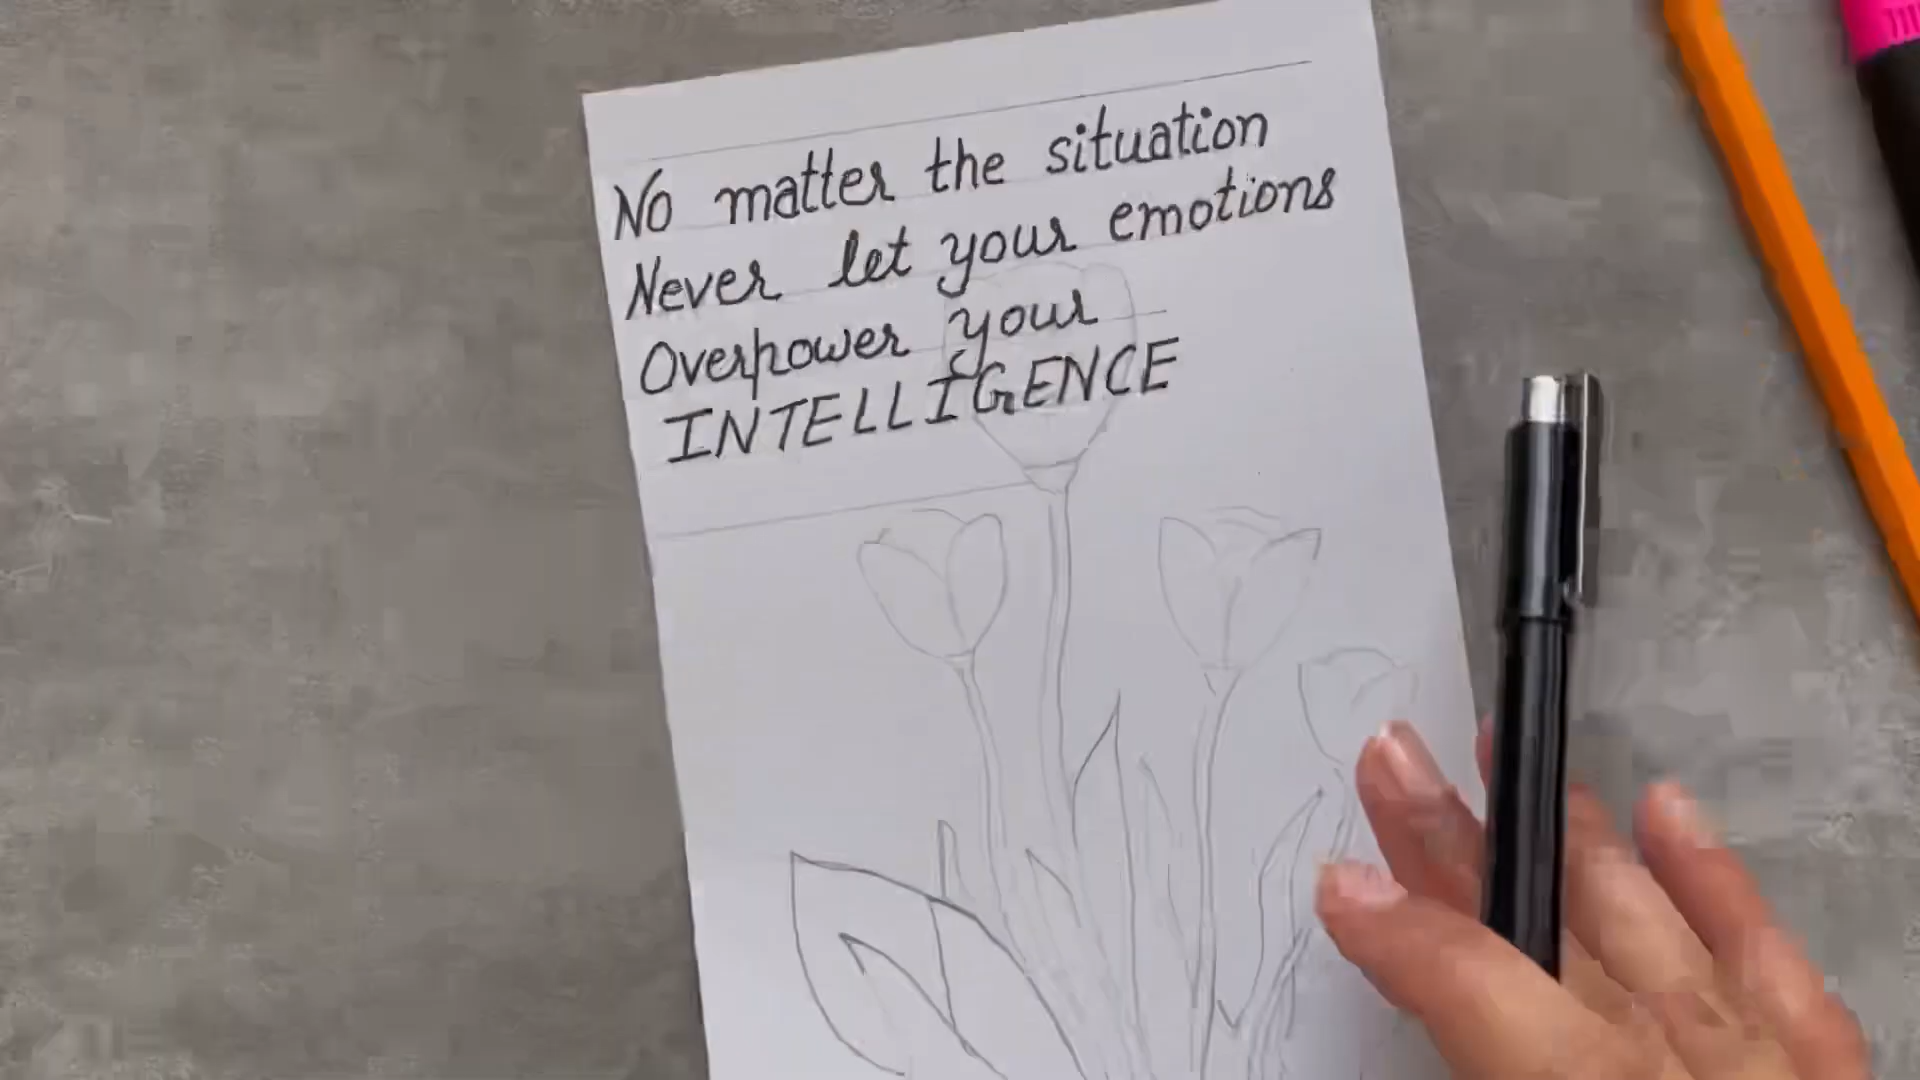 No matter the situation
Never let your emotions
Overpower your
INTELLIGENCE